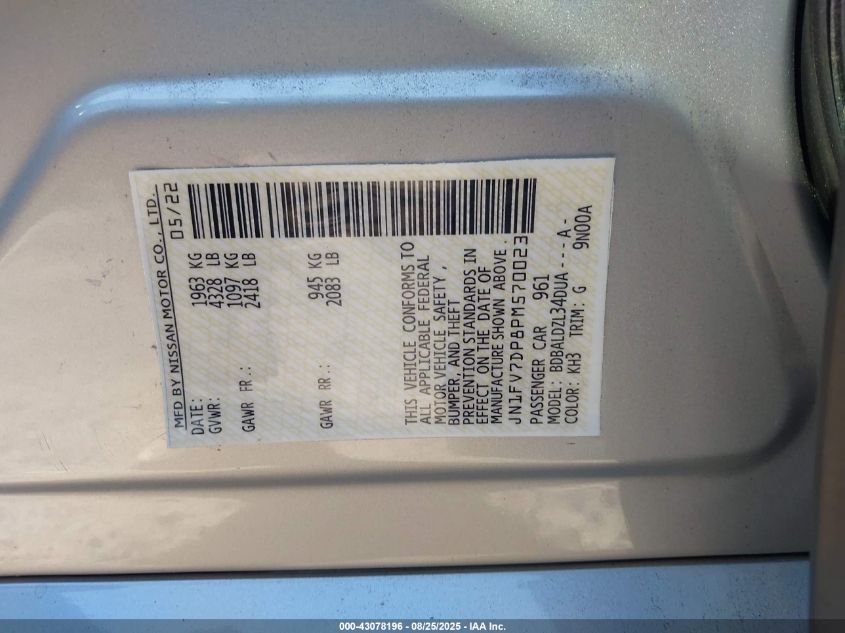 MFD BY NISSAN MOTOR CO., LTD.
DATE: 05/22
GVWR: 1963 KG
4328 LB
GAWR FR.: 1097 KG
2418 LB
GAWR RR.: 945 KG
2083 LB
THIS VEHICLE CONFORMS TO
ALL APPLICABLE FEDERAL
MOTOR VEHICLE SAFETY,
BUMPER, AND THEFT
PREVENTION STANDARDS IN
EFFECT ON THE DATE OF
MANUFACTURE SHOWN ABOVE.
JN1FV7DP8PM570023
PASSENGER CAR 961
MODEL: BDBALDZL34DUA----A-
COLOR: KH3 TRIM: G 9N00A
000-43078196 - 08/25/2025 - IAA Inc.